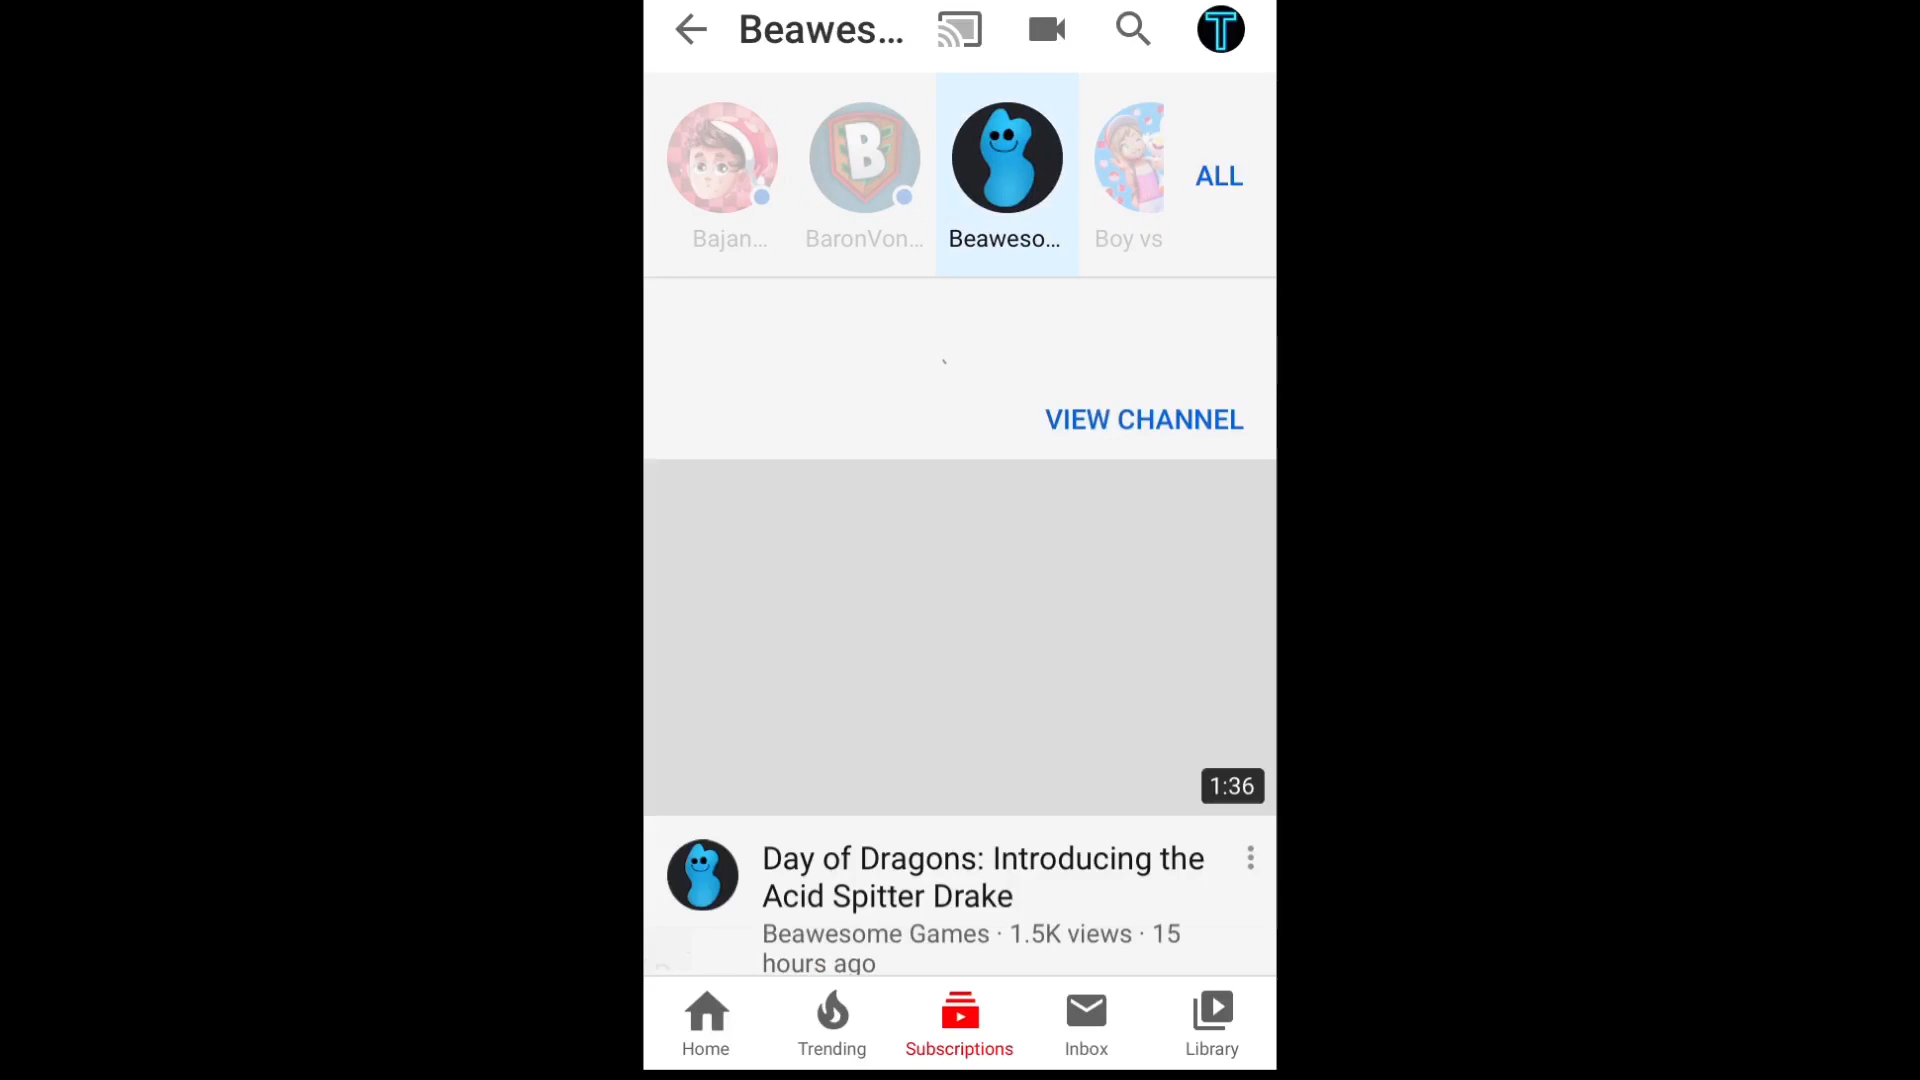 Beawes...
T
B
Bajan...
BaronVon...
Beaweso...
Boy vs
ALL
VIEW CHANNEL
1:36
Day of Dragons: Introducing the
Acid Spitter Drake
Beawesome Games · 1.5K views · 15
hours ago
Home
Trending
Subscriptions
Inbox
Library